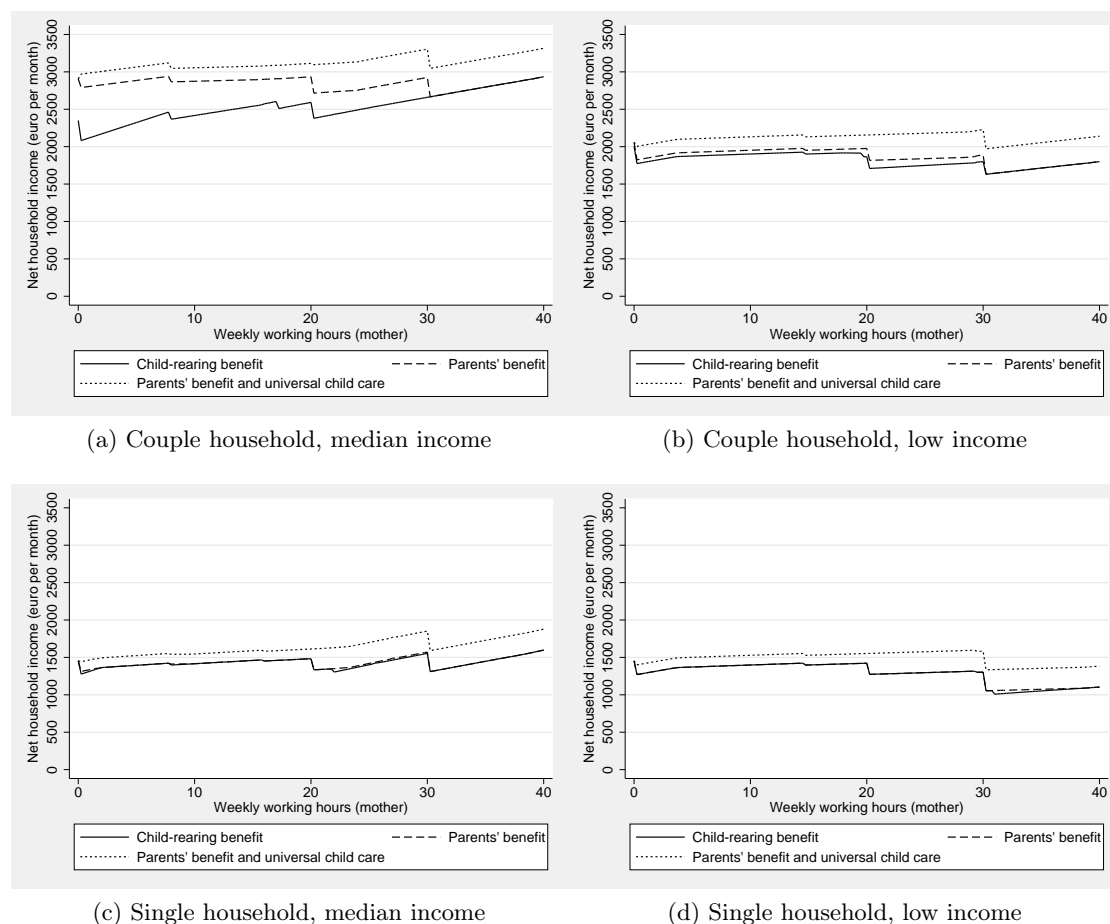 Net household income (euro per month)
3500
3000
2500
2000
1500
1000
500
0
0 10 20 30 40
Weekly working hours (mother)
Child-rearing benefit Parents' benefit
Parents' benefit and universal child care
(a) Couple household, median income
Net household income (euro per month)
3500
3000
2500
2000
1500
1000
500
0
0 10 20 30 40
Weekly working hours (mother)
Child-rearing benefit Parents' benefit
Parents' benefit and universal child care
(b) Couple household, low income
Net household income (euro per month)
3500
3000
2500
2000
1500
1000
500
0
0 10 20 30 40
Weekly working hours (mother)
Child-rearing benefit Parents' benefit
Parents' benefit and universal child care
(c) Single household, median income
Net household income (euro per month)
3500
3000
2500
2000
1500
1000
500
0
0 10 20 30 40
Weekly working hours (mother)
Child-rearing benefit Parents' benefit
Parents' benefit and universal child care
(d) Single household, low income